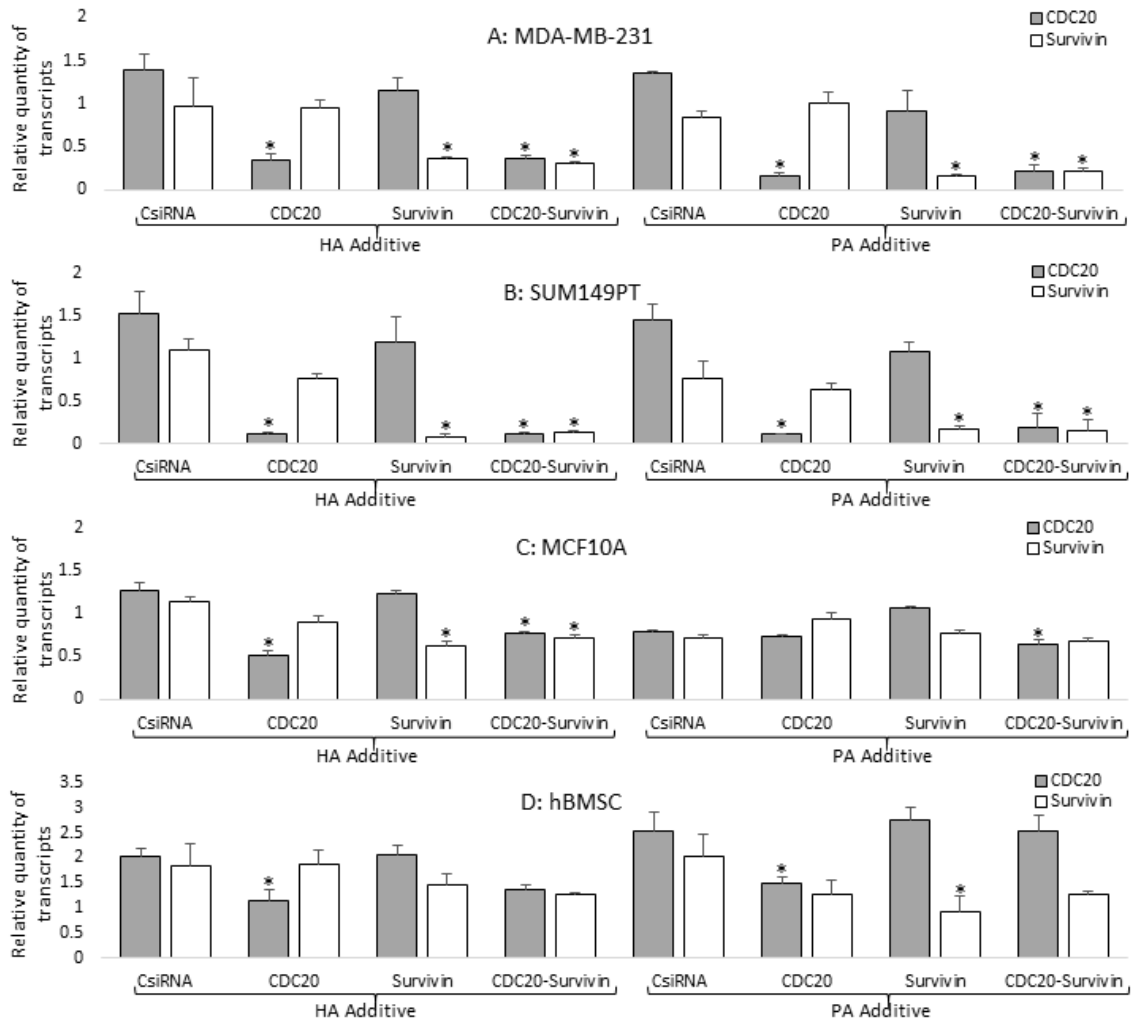 Relative quantity of transcripts
2
1.5
1
0.5
0
A: MDA-MB-231
CDC20
Survivin
* * * * * * * *
CsiRNA CDC20 Survivin CDC20-Survivin CsiRNA CDC20 Survivin CDC20-Survivin
HA Additive PA Additive
Relative quantity of transcripts
2
1.5
1
0.5
0
B: SUM149PT
CDC20
Survivin
* * * * * * * *
CsiRNA CDC20 Survivin CDC20-Survivin CsiRNA CDC20 Survivin CDC20-Survivin
HA Additive PA Additive
Relative quantity of transcripts
2
1.5
1
0.5
0
C: MCF10A
CDC20
Survivin
* * * * *
CsiRNA CDC20 Survivin CDC20-Survivin CsiRNA CDC20 Survivin CDC20-Survivin
HA Additive PA Additive
Relative quantity of transcripts
3.5
3
2.5
2
1.5
1
0.5
0
D: hBMSC
CDC20
Survivin
* * *
CsiRNA CDC20 Survivin CDC20-Survivin CsiRNA CDC20 Survivin CDC20-Survivin
HA Additive PA Additive